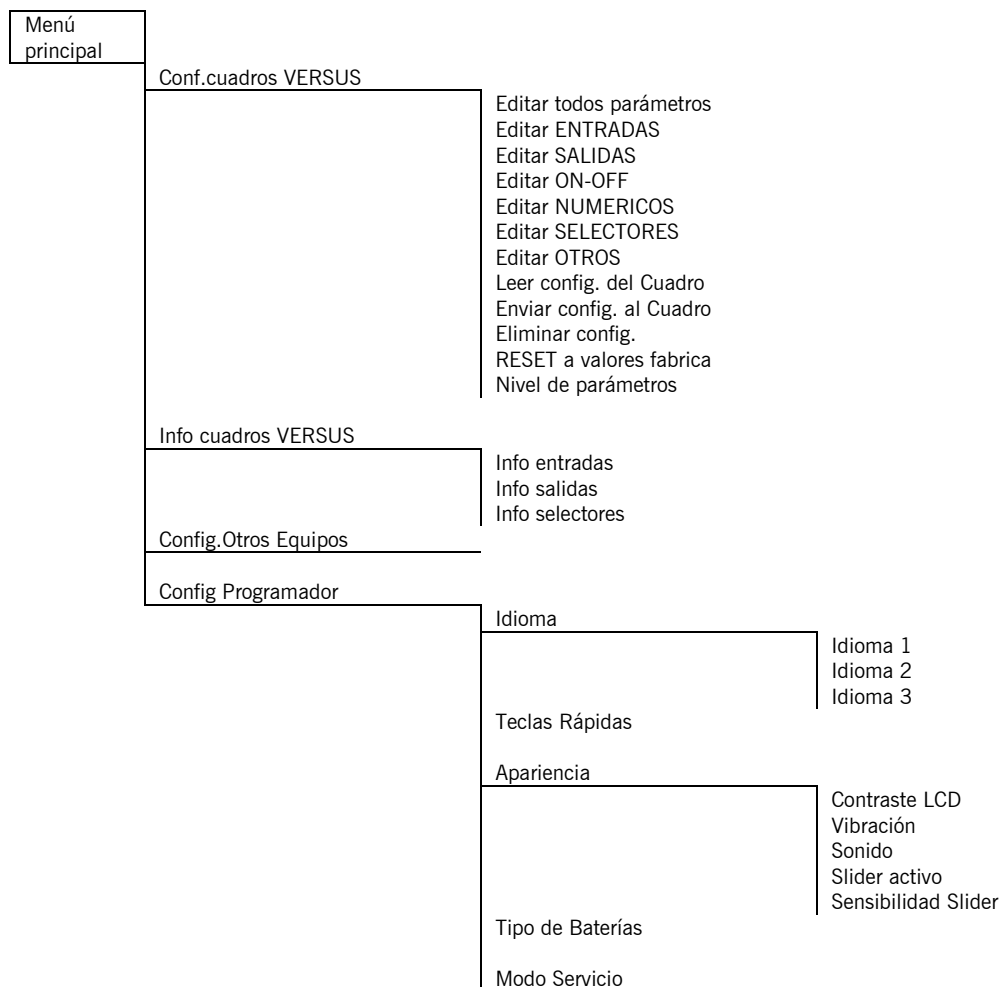 Menú
principal
Conf.cuadros VERSUS
Editar todos parámetros
Editar ENTRADAS
Editar SALIDAS
Editar ON-OFF
Editar NUMERICOS
Editar SELECTORES
Editar OTROS
Leer config. del Cuadro
Enviar config. al Cuadro
Eliminar config.
RESET a valores fabrica
Nivel de parámetros
Info cuadros VERSUS
Info entradas
Info salidas
Info selectores
Config.Otros Equipos
Config Programador
Idioma
Idioma 1
Idioma 2
Idioma 3
Teclas Rápidas
Apariencia
Contraste LCD
Vibración
Sonido
Slider activo
Sensibilidad Slider
Tipo de Baterías
Modo Servicio